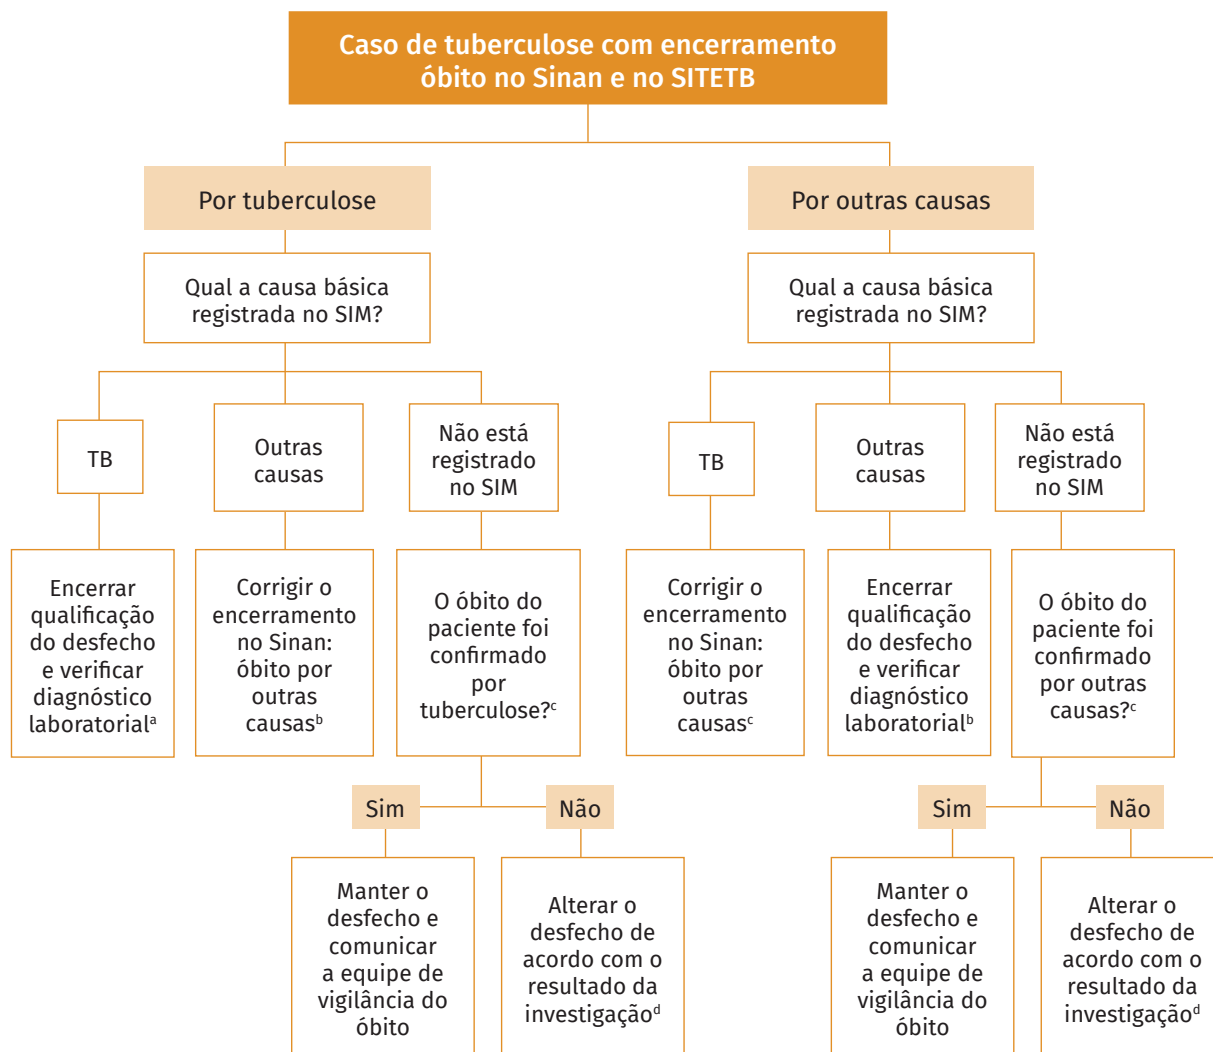 Caso de tuberculose com encerramento
óbito no Sinan e no SITETB
Por tuberculose
Por outras causas
Qual a causa básica
registrada no SIM?
Qual a causa básica
registrada no SIM?
TB
Outras
causas
Não está
registrado
no SIM
TB
Outras
causas
Não está
registrado
no SIM
Encerrar
qualificação
do desfecho
e verificar
diagnóstico
laboratorialᵃ
Corrigir o
encerramento
no Sinan:
óbito por
outras
causasᵇ
O óbito do
paciente foi
confirmado
por
tuberculose?ᶜ
Corrigir o
encerramento
no Sinan:
óbito por
outras
causasᶜ
Encerrar
qualificação
do desfecho
e verificar
diagnóstico
laboratorialᵇ
O óbito do
paciente foi
confirmado
por outras
causas?ᶜ
Sim
Não
Sim
Não
Manter o
desfecho e
comunicar
a equipe de
vigilância do
óbito
Alterar o
desfecho de
acordo com o
resultado da
investigaçãoᵈ
Manter o
desfecho e
comunicar
a equipe de
vigilância do
óbito
Alterar o
desfecho de
acordo com o
resultado da
investigaçãoᵈ